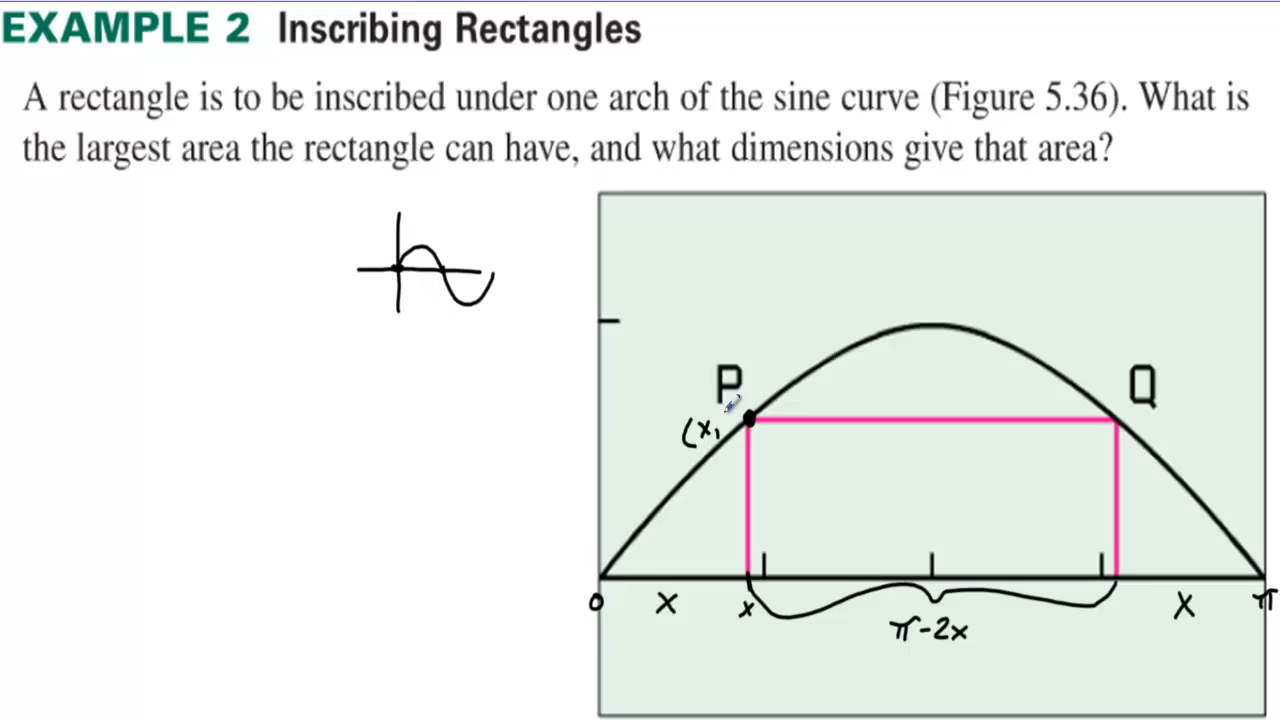 EXAMPLE 2 Inscribing Rectangles
A rectangle is to be inscribed under one arch of the sine curve (Figure 5.36). What is
the largest area the rectangle can have, and what dimensions give that area?
P
Q
(x,
0 x x x π
π-2x